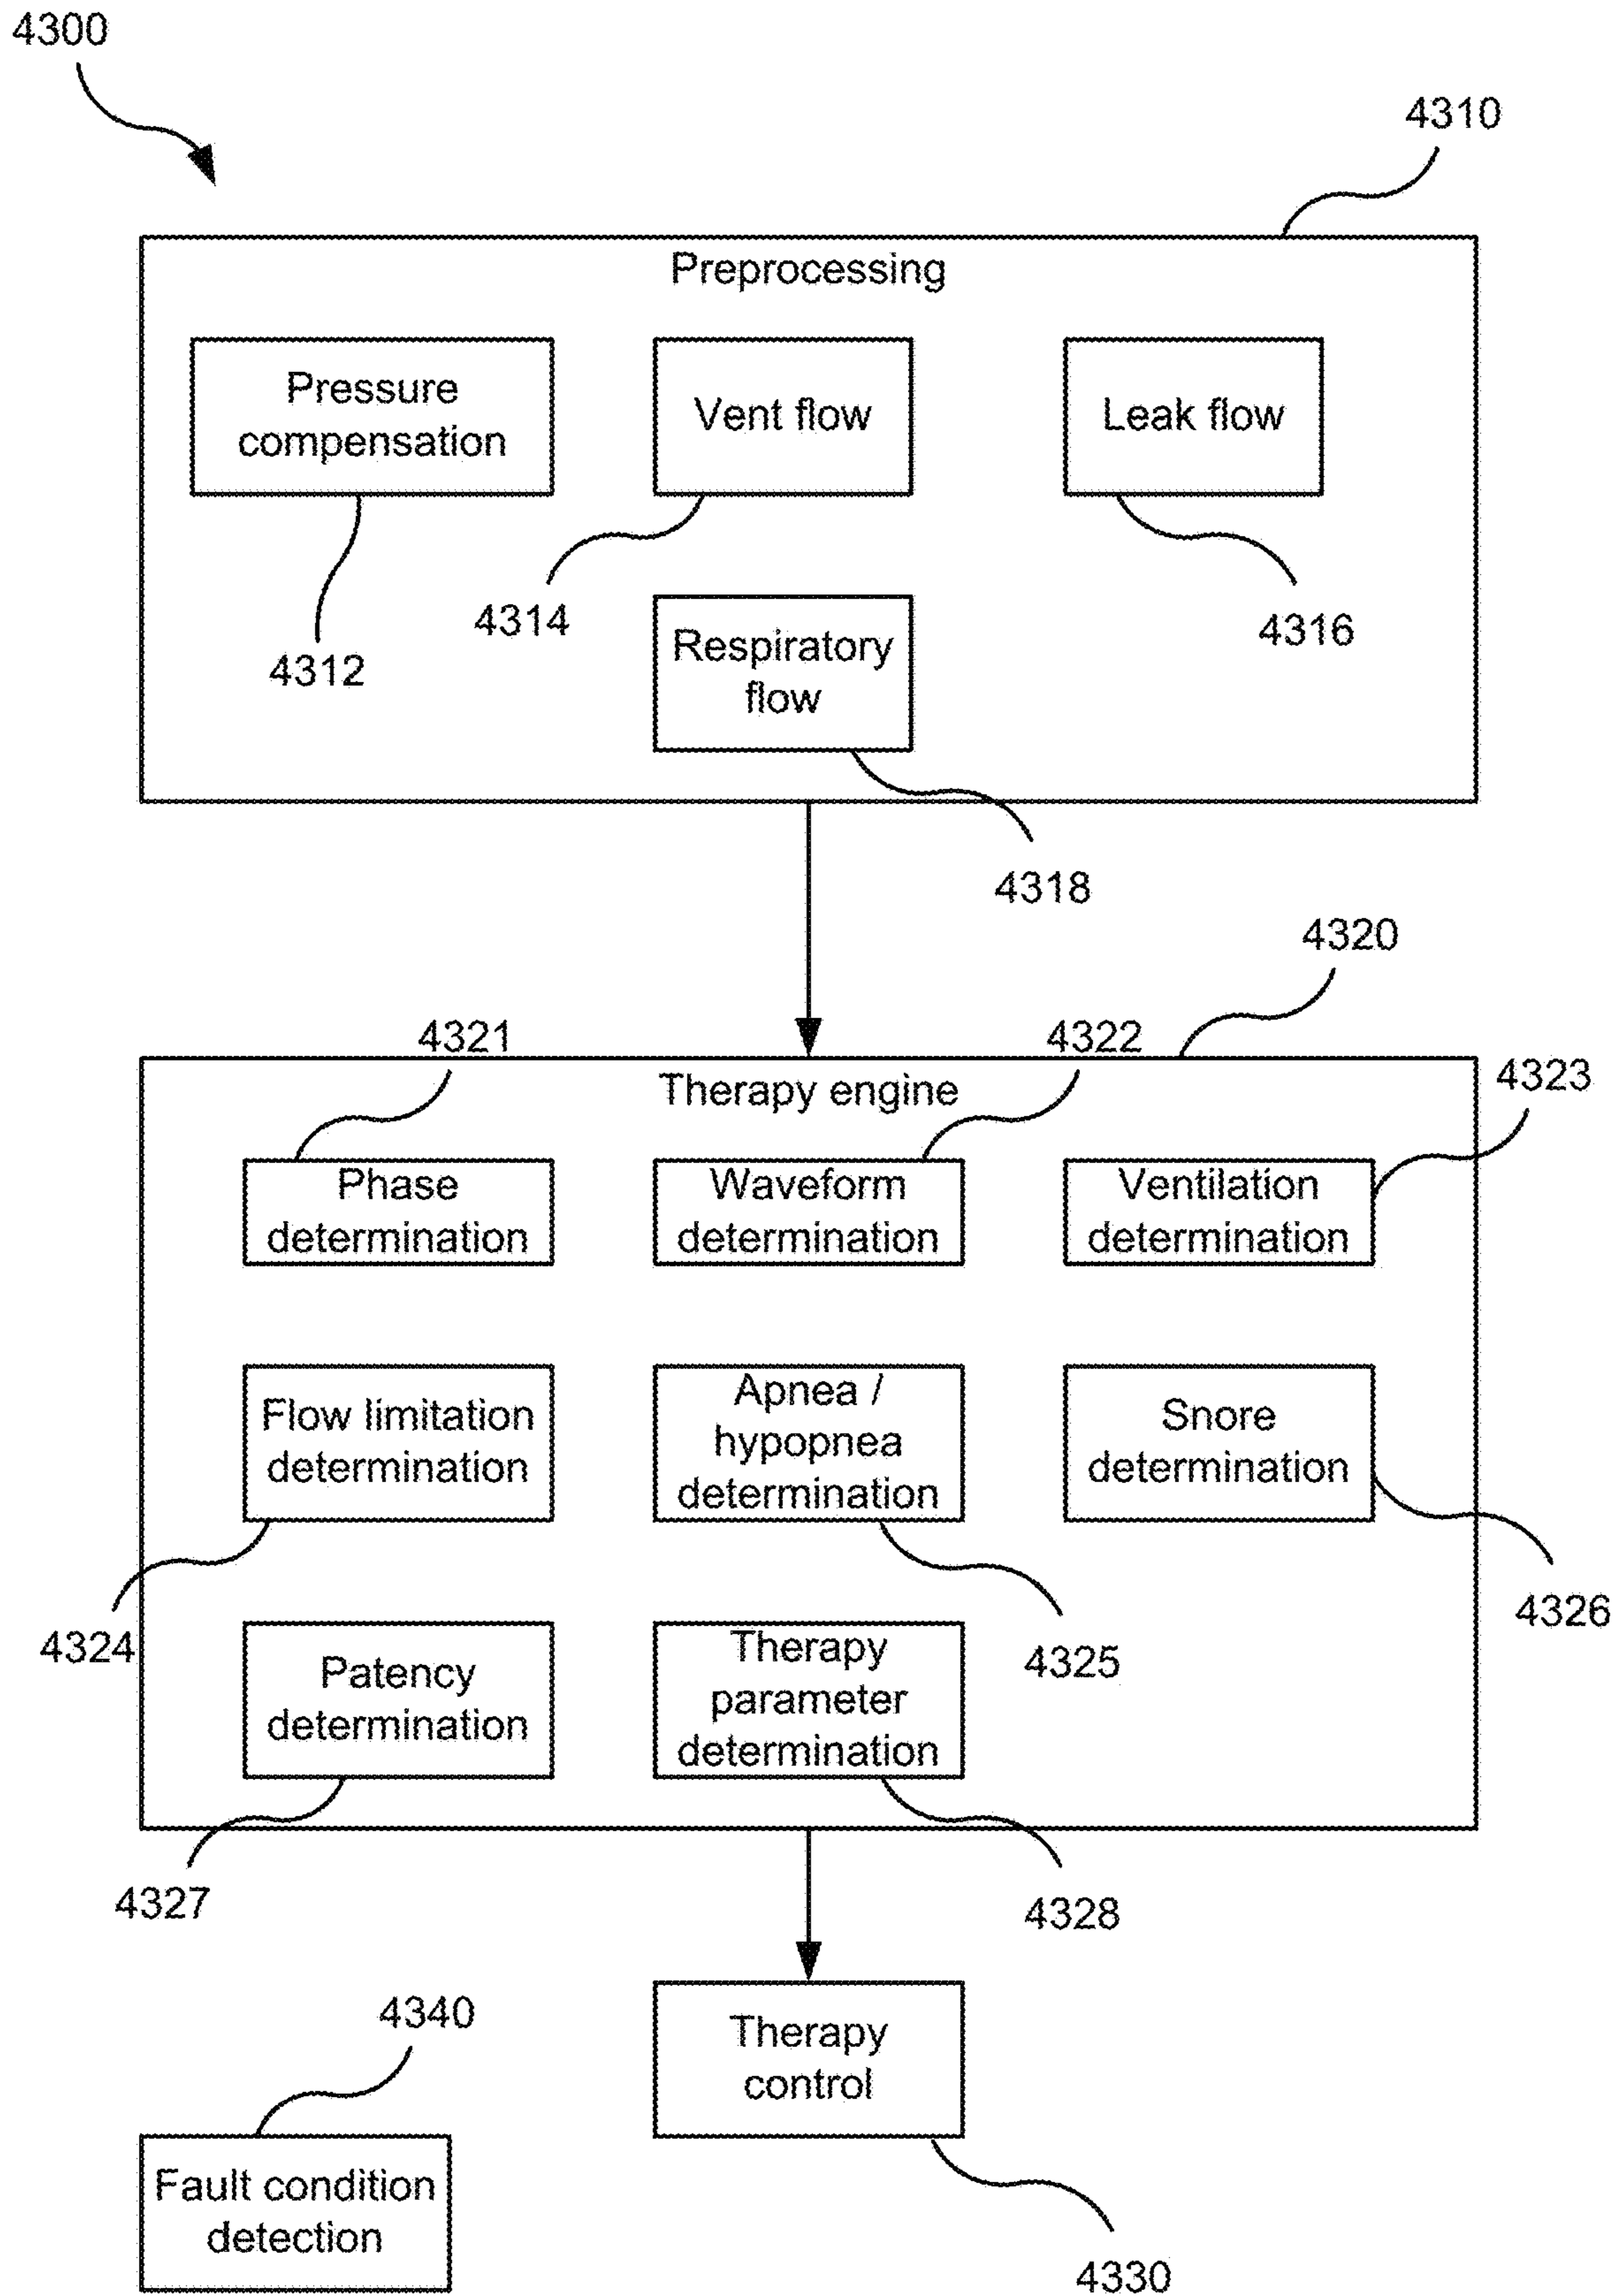 4300
4310
Preprocessing
Pressure
compensation
Vent flow
Leak flow
4312
4314
4316
Respiratory
flow
4318
4320
4321
4322
4323
Therapy engine
Phase
determination
Waveform
determination
Ventilation
determination
Flow limitation
determination
Apnea /
hypopnea
determination
Snore
determination
4324
4325
4326
Patency
determination
Therapy
parameter
determination
4327
4328
4340
Therapy
control
Fault condition
detection
4330